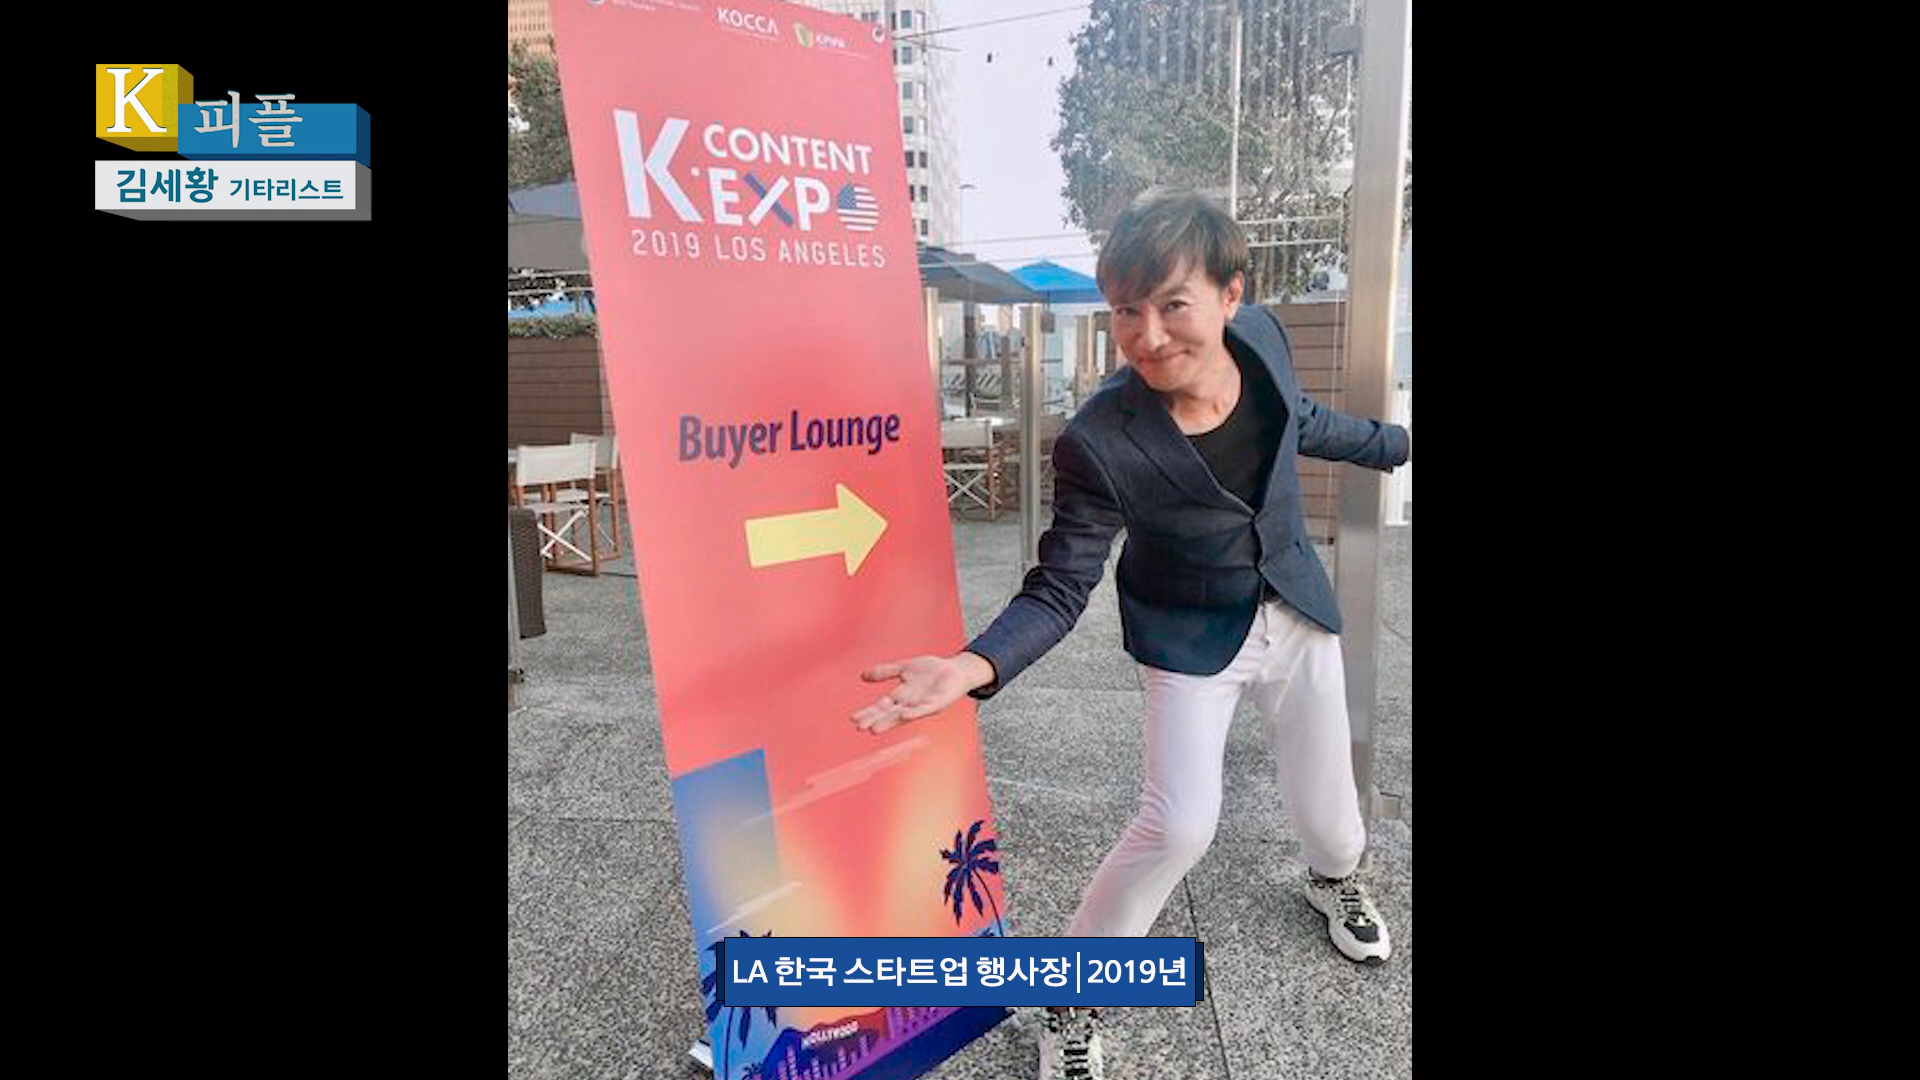 K피플
김세황 기타리스트
KOCCA
K·CONTENT
EXPO
2019 LOS ANGELES
Buyer Lounge
HOLLYWOOD
LA 한국 스타트업 행사장|2019년